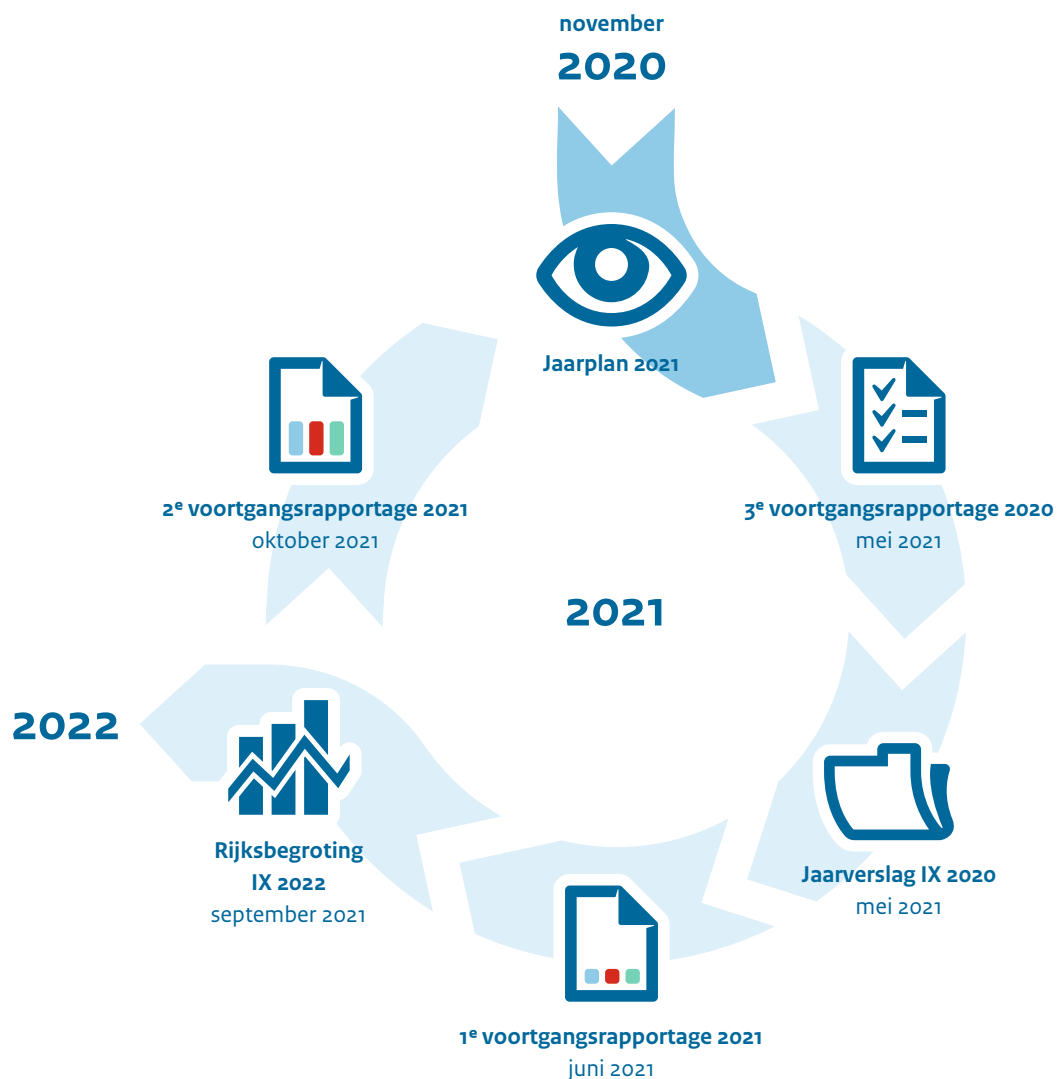 november
2020
Jaarplan 2021
3e voortgangsrapportage 2020
mei 2021
Jaarverslag IX 2020
mei 2021
1e voortgangsrapportage 2021
juni 2021
Rijksbegroting
IX 2022
september 2021
2022
2e voortgangsrapportage 2021
oktober 2021
2021